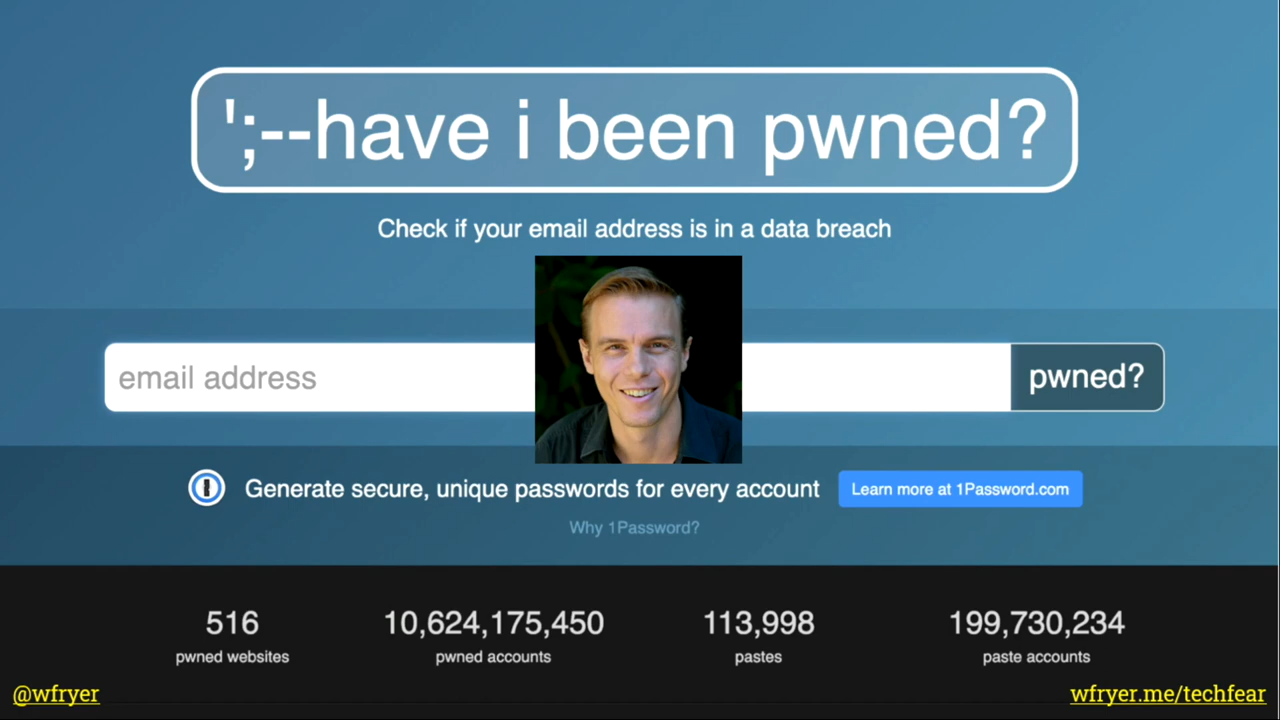 ';--have i been pwned?
Check if your email address is in a data breach
email address
pwned?
Generate secure, unique passwords for every account
Learn more at 1Password.com
Why 1Password?
516
10,624,175,450
113,998
199,730,234
pwned websites
pwned accounts
pastes
paste accounts
@wfryer
wfryer.me/techfear